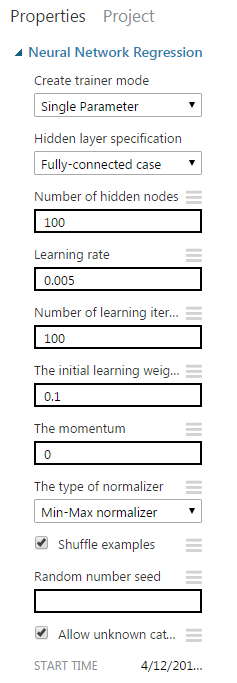 Properties Project
Neural Network Regression
Create trainer mode
Single Parameter
Hidden layer specification
Fully-connected case
Number of hidden nodes
100
Learning rate
0.005
Number of learning iter...
100
The initial learning weig...
0.1
The momentum
0
The type of normalizer
Min-Max normalizer
Shuffle examples
Random number seed
Allow unknown cat...
START TIME 4/12/201...